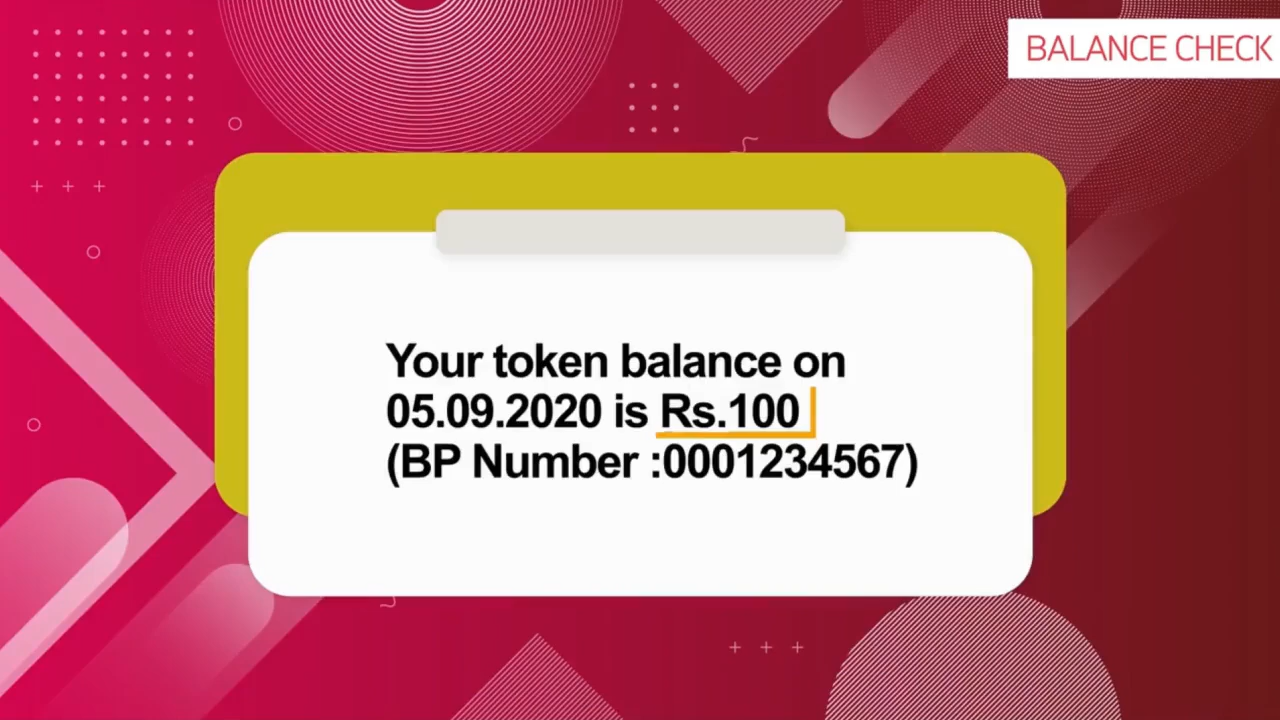 BALANCE CHECK
Your token balance on
05.09.2020 is Rs.100
(BP Number :0001234567)